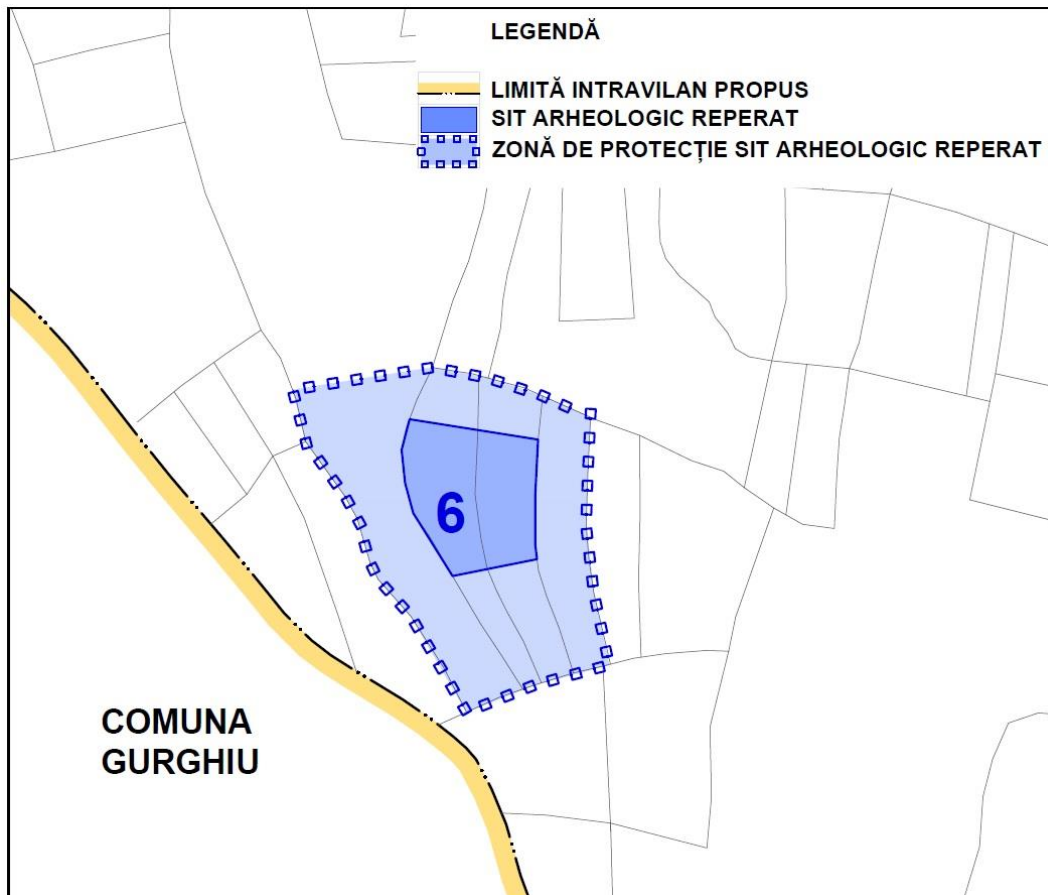 LEGENDĂ
LIMITĂ INTRAVILAN PROPUS
SIT ARHEOLOGIC REPERAT
ZONĂ DE PROTECȚIE SIT ARHEOLOGIC REPERAT
6
COMUNA
GURGHIU